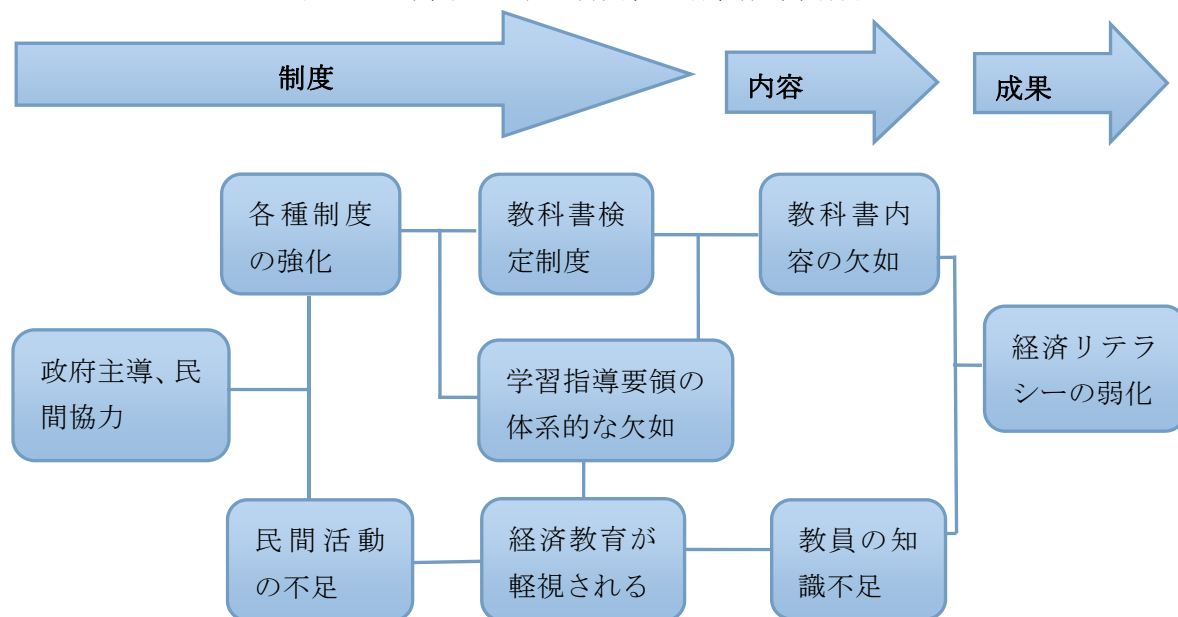 制度
内容
成果
各種制度
の強化
教科書検
定制度
教科書内
容の欠如
政府主導、民
間協力
学習指導要領の
体系的な欠如
経済リテラ
シーの弱化
民間活動
の不足
経済教育が
軽視される
教員の知
識不足